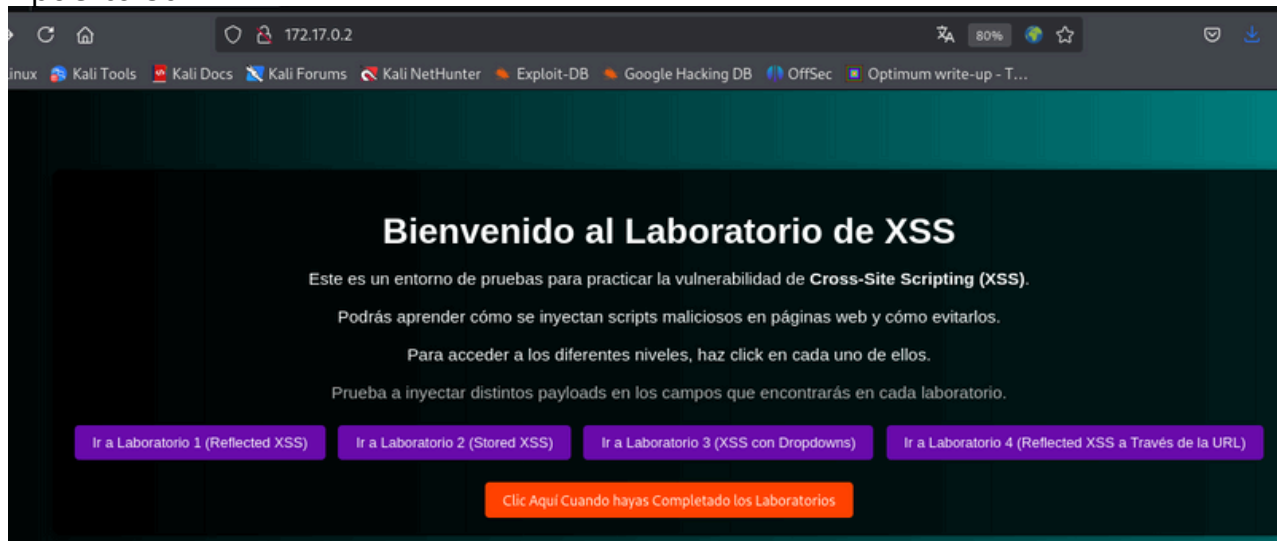 172.17.0.2 80%
Kali Tools Kali Docs Kali Forums Kali NetHunter Exploit-DB Google Hacking DB OffSec Optimum write-up - T...
Bienvenido al Laboratorio de XSS
Este es un entorno de pruebas para practicar la vulnerabilidad de Cross-Site Scripting (XSS).
Podrás aprender cómo se inyectan scripts maliciosos en páginas web y cómo evitarlos.
Para acceder a los diferentes niveles, haz click en cada uno de ellos.
Prueba a inyectar distintos payloads en los campos que encontrarás en cada laboratorio.
Ir a Laboratorio 1 (Reflected XSS) Ir a Laboratorio 2 (Stored XSS) Ir a Laboratorio 3 (XSS con Dropdowns) Ir a Laboratorio 4 (Reflected XSS a Través de la URL)
Clic Aquí Cuando hayas Completado los Laboratorios